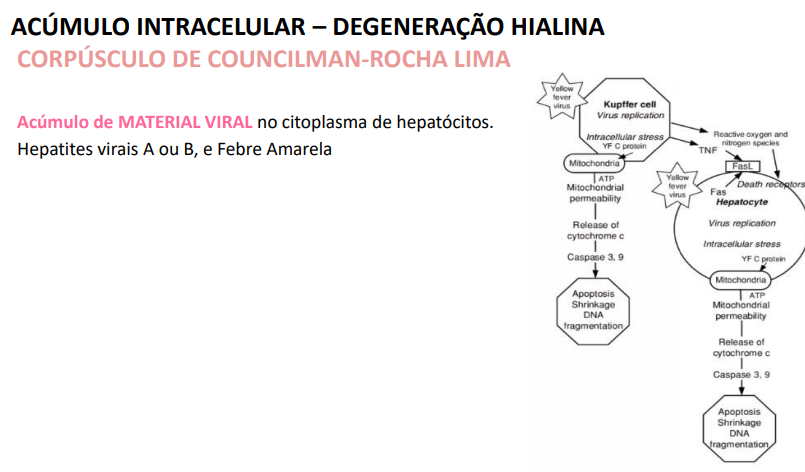 ACÚMULO INTRACELULAR – DEGENERAÇÃO HIALINA
CORPÚSCULO DE COUNCILMAN-ROCHA LIMA
Acúmulo de MATERIAL VIRAL no citoplasma de hepatócitos.
Hepatites virais A ou B, e Febre Amarela
Yellow
fever
virus
Kupffer cell
Virus replication
Intracellular stress
YF C protein
Mitochondria
ATP
Mitochondrial
permeability
Release of
cytochrome c
Caspase 3, 9
Apoptosis
Shrinkage
DNA
fragmentation
Reactive oxygen and
nitrogen species
TNF
FasL
Yellow
fever
virus
Fas
Death receptors
Hepatocyte
Virus replication
Intracellular stress
YF C protein
Mitochondria
ATP
Mitochondrial
permeability
Release of
cytochrome c
Caspase 3, 9
Apoptosis
Shrinkage
DNA
fragmentation